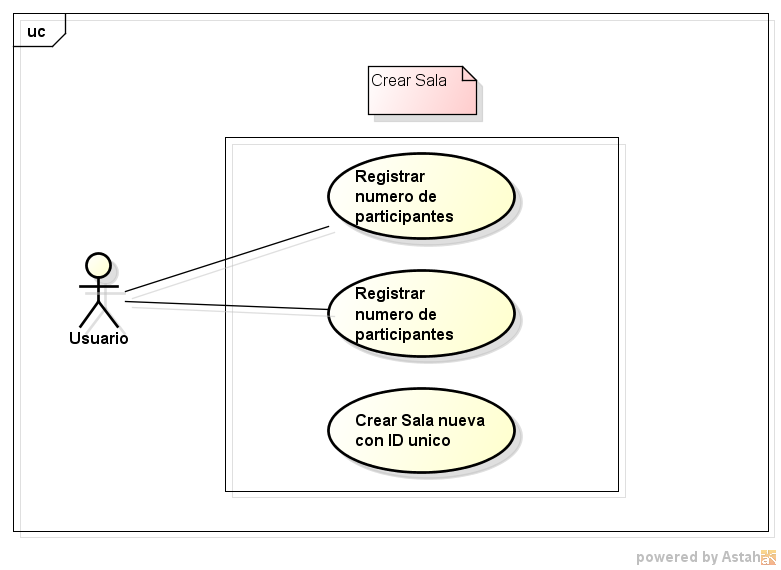 uc
Crear Sala
Registrar
numero de
participantes
Registrar
numero de
participantes
Usuario
Crear Sala nueva
con ID unico
powered by Astah